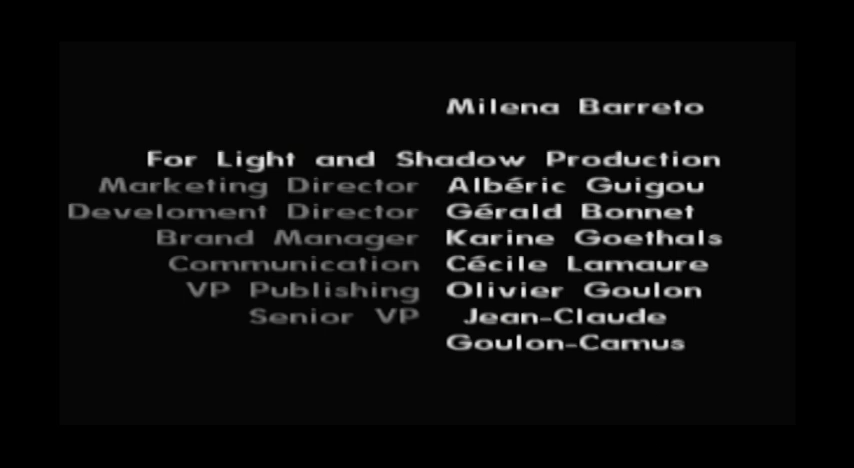 Milena Barreto
For Light and Shadow Production
Marketing Director Albéric Guigou
Develoment Director Gérald Bonnet
Brand Manager Karine Goethals
Communication Cécile Lamaure
VP Publishing Olivier Goulon
Senior VP Jean-Claude
Goulon-Camus